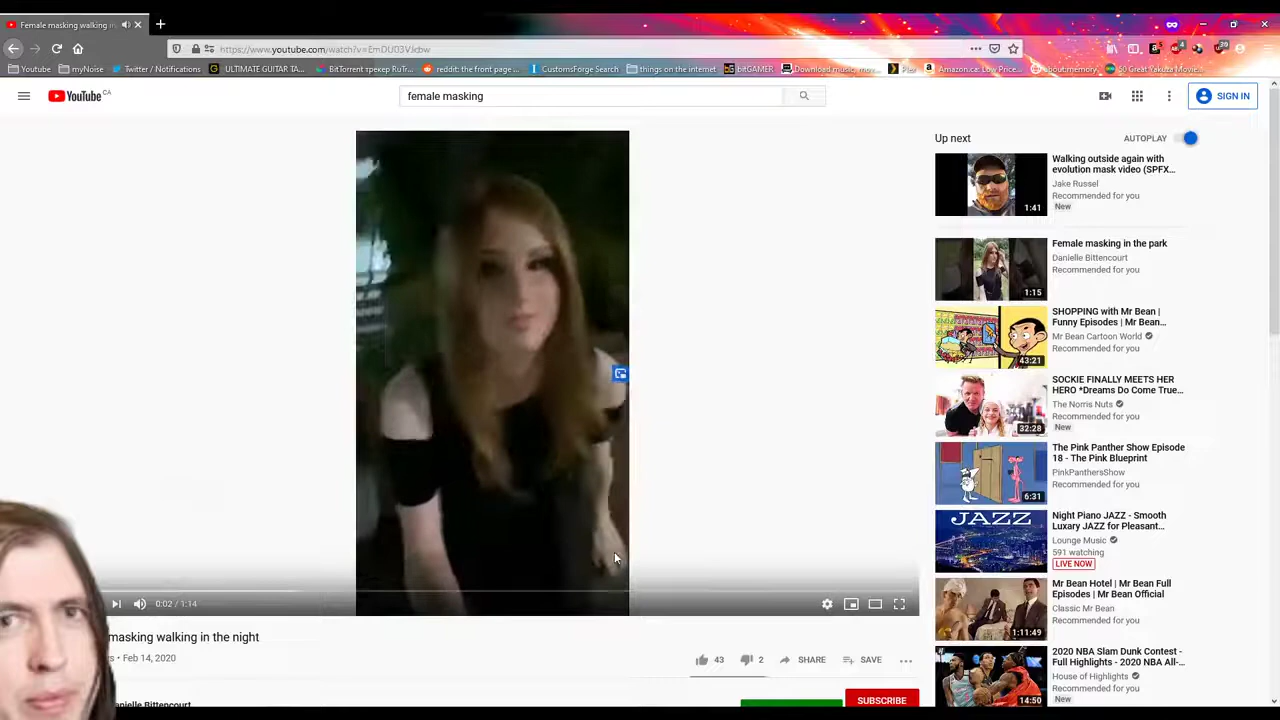 Female masking walking in
https://www.youtube.com/watch?v=EmDU03VJcbw
Youtube
myNoise
Twitter / Notifications
ULTIMATE GUITAR TA...
BitTorrent трекер RuTr...
reddit: the front page ...
CustomsForge Search
things on the internet
bitGAMER
Download music, mov...
Plex
Amazon.ca: Low Price...
about:memory
50 Great Yakuza Movie...
YouTube CA
female masking
SIGN IN
Up next
AUTOPLAY
Walking outside again with
evolution mask video (SPFX...
Jake Russel
Recommended for you
New
1:41
Female masking in the park
Danielle Bittencourt
Recommended for you
1:15
SHOPPING with Mr Bean |
Funny Episodes | Mr Bean...
Mr Bean Cartoon World
Recommended for you
43:21
SOCKIE FINALLY MEETS HER
HERO *Dreams Do Come True...
The Norris Nuts
Recommended for you
New
32:28
The Pink Panther Show Episode
18 - The Pink Blueprint
PinkPanthersShow
Recommended for you
6:31
JAZZ
Night Piano JAZZ - Smooth
Luxary JAZZ for Pleasant...
Lounge Music
591 watching
LIVE NOW
Mr Bean Hotel | Mr Bean Full
Episodes | Mr Bean Official
Classic Mr Bean
Recommended for you
1:11:49
2020 NBA Slam Dunk Contest -
Full Highlights - 2020 NBA All-...
House of Highlights
Recommended for you
New
14:50
0:02 / 1:14
masking walking in the night
• Feb 14, 2020
43
2
SHARE
SAVE
anielle Bittencourt
SUBSCRIBE